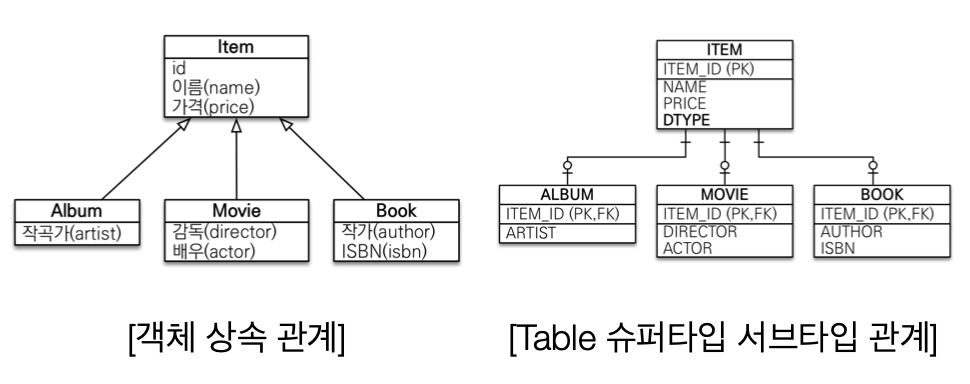 Item
id
이름(name)
가격(price)
Album
작곡가(artist)
Movie
감독(director)
배우(actor)
Book
작가(author)
ISBN(isbn)
[객체 상속 관계]
ITEM
ITEM_ID (PK)
NAME
PRICE
DTYPE
ALBUM
ITEM_ID (PK,FK)
ARTIST
MOVIE
ITEM_ID (PK,FK)
DIRECTOR
ACTOR
BOOK
ITEM_ID (PK,FK)
AUTHOR
ISBN
[Table 슈퍼타입 서브타입 관계]